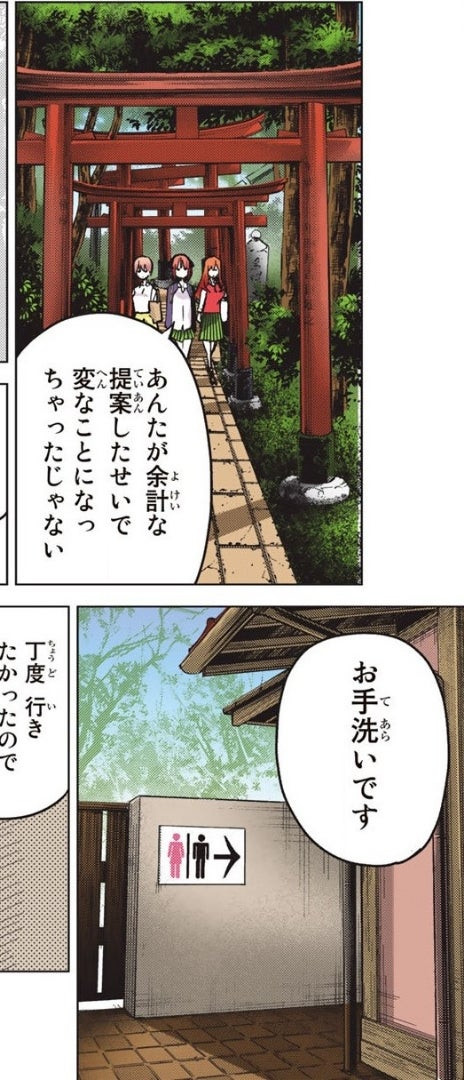 あんたが余計な
提案したせいで
変なことになっ
ちゃったじゃない
お手洗いです
丁度 行き
たかったので